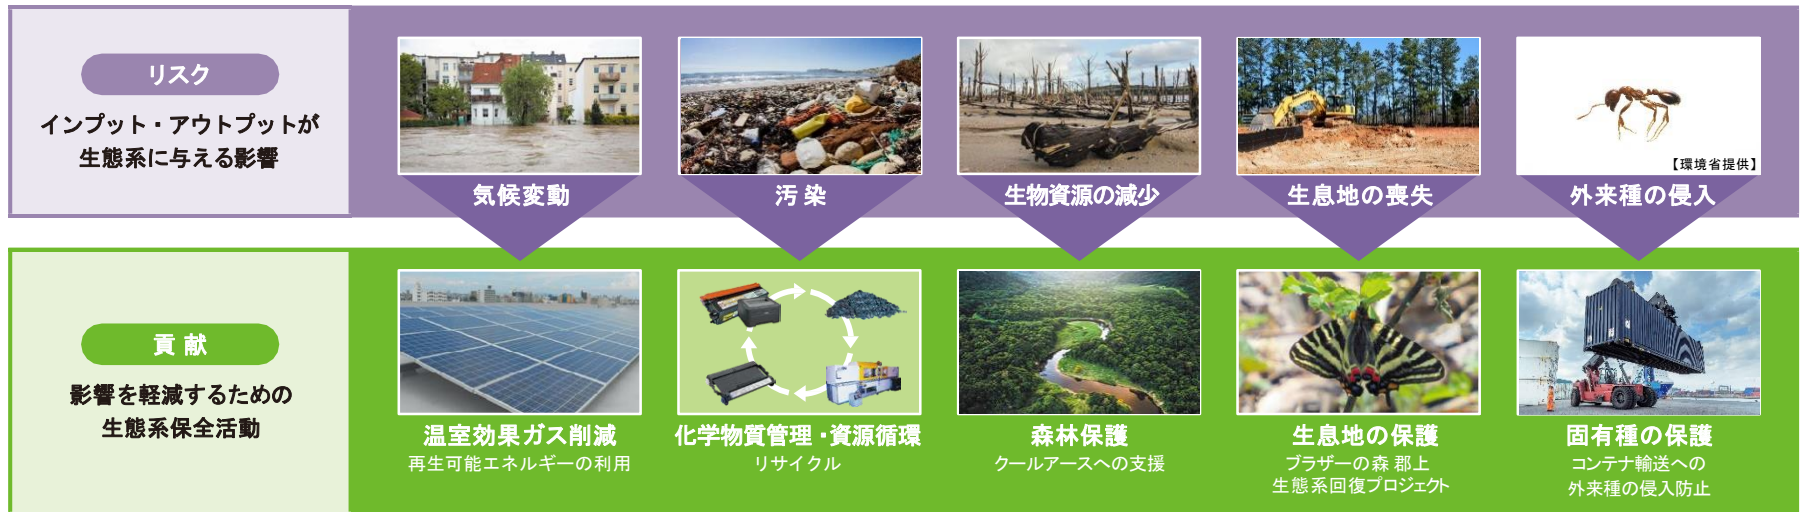 リスク
インプット・アウトプットが
生態系に与える影響
【環境省提供】
気候変動
汚染
生物資源の減少
生息地の喪失
外来種の侵入
貢献
影響を軽減するための
生態系保全活動
温室効果ガス削減
再生可能エネルギーの利用
化学物質管理・資源循環
リサイクル
森林保護
クールアースへの支援
生息地の保護
ブラザーの森 郡上
生態系回復プロジェクト
固有種の保護
コンテナ輸送への
外来種の侵入防止